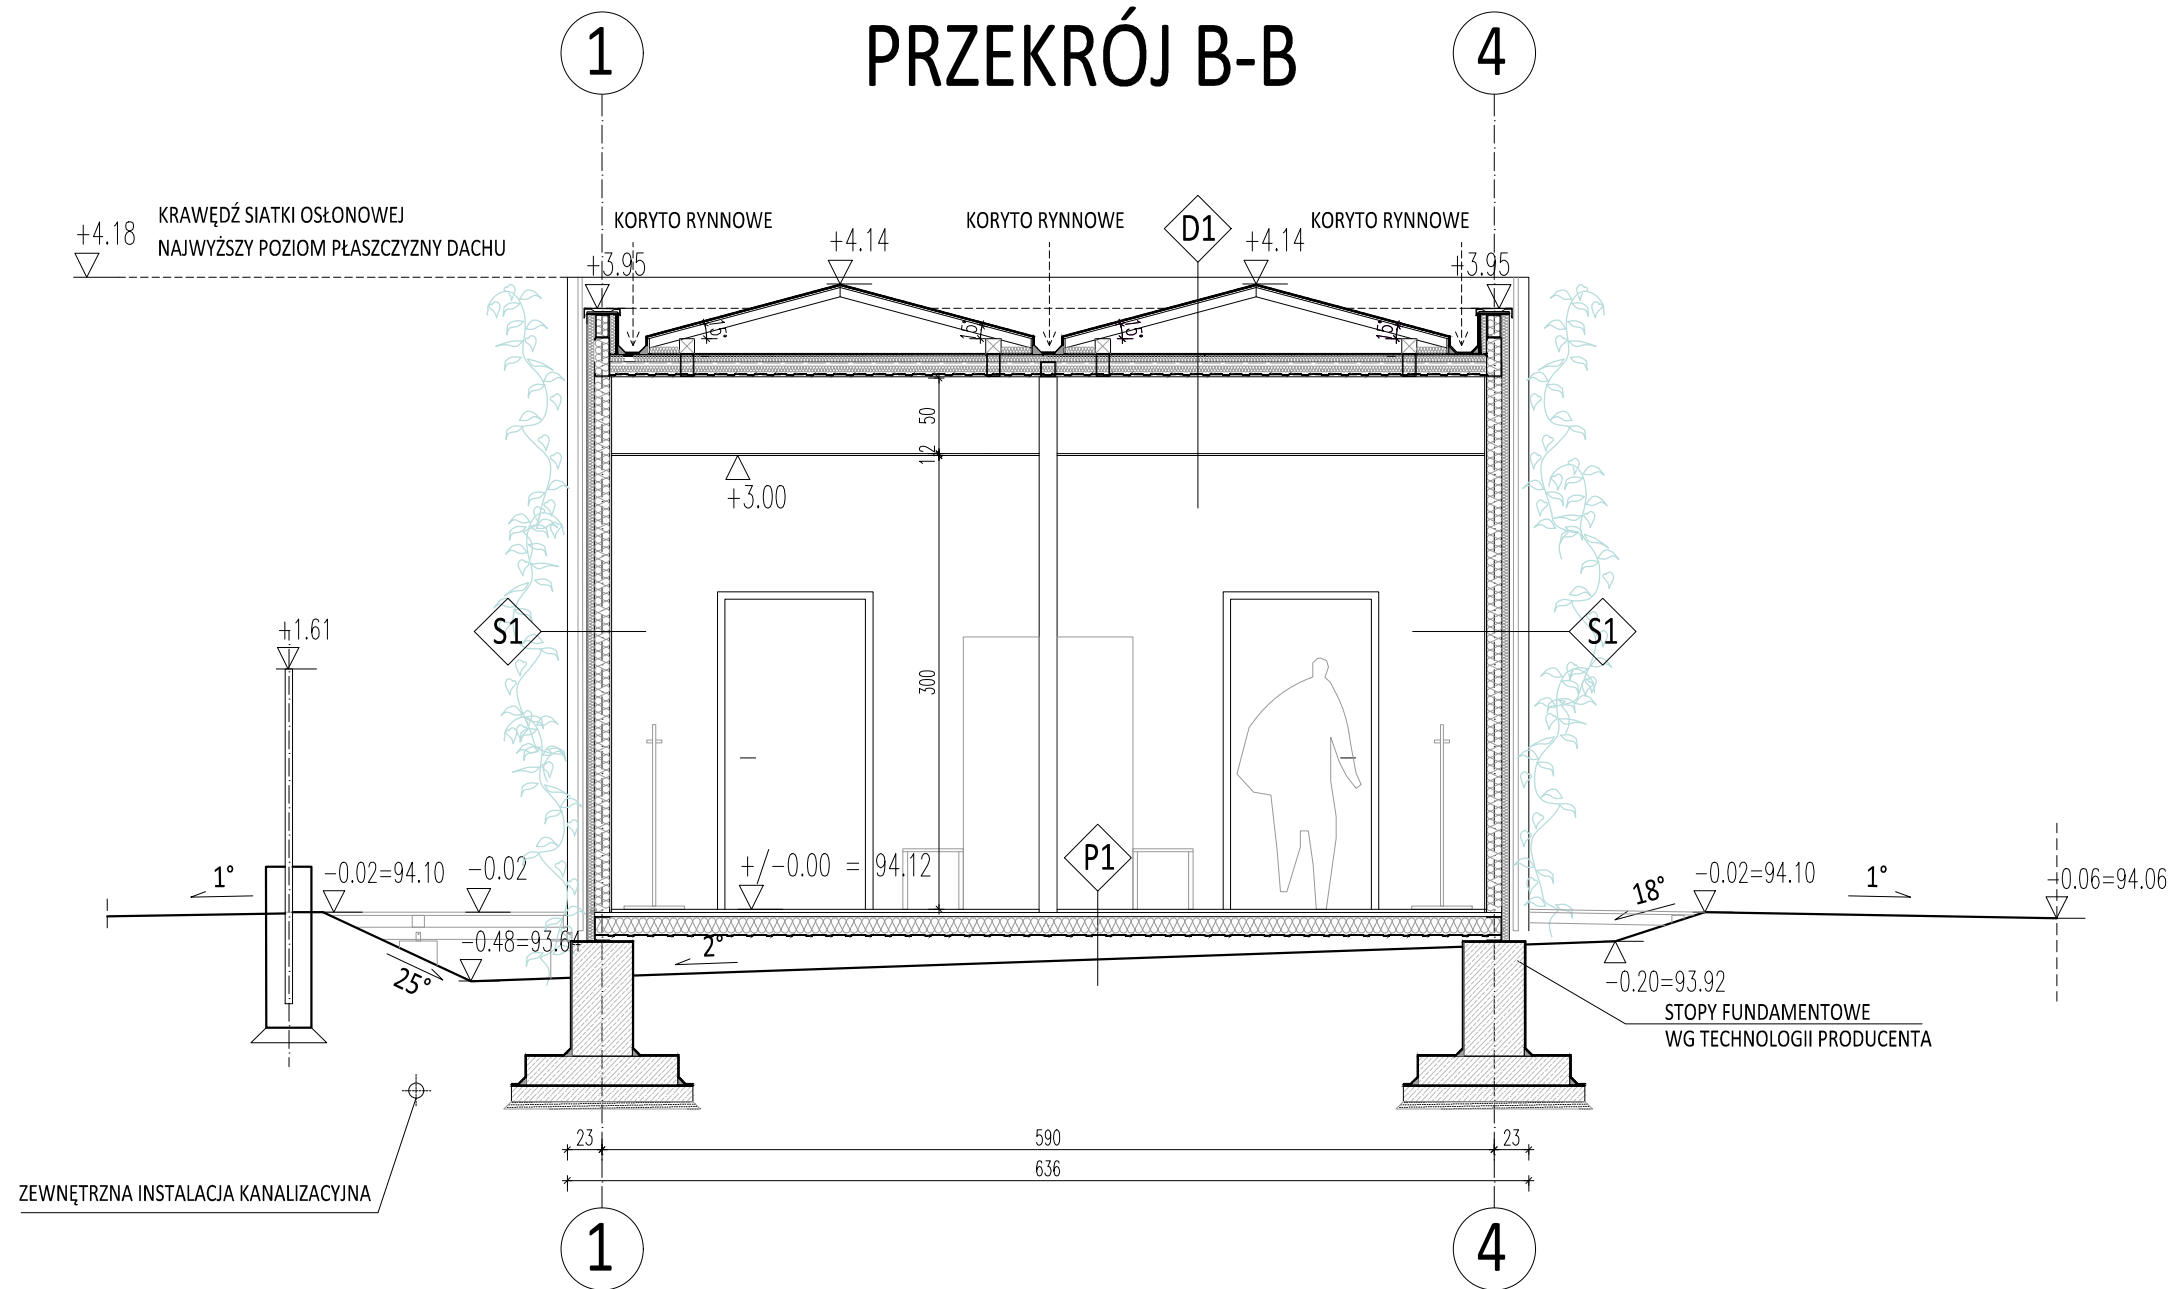 1
PRZEKRÓJ B-B
4
KRAWĘDŹ SIATKI OSŁONOWEJ
NAJWYŻSZY POZIOM PŁASZCZYZNY DACHU
+4.18
KORYTO RYNNOWE
KORYTO RYNNOWE
KORYTO RYNNOWE
D1
+4.14
+4.14
+3.95
+3.95
15°
15°
15°
15°
50
12
+3.00
S1
S1
+1.61
300
+/-0.00 = 94.12
P1
1°
-0.02=94.10
-0.02
18°
-0.02=94.10
1°
-0.06=94.06
-0.48=93.64
2°
25°
-0.20=93.92
STOPY FUNDAMENTOWE
WG TECHNOLOGII PRODUCENTA
23
590
23
636
ZEWNĘTRZNA INSTALACJA KANALIZACYJNA
1
4